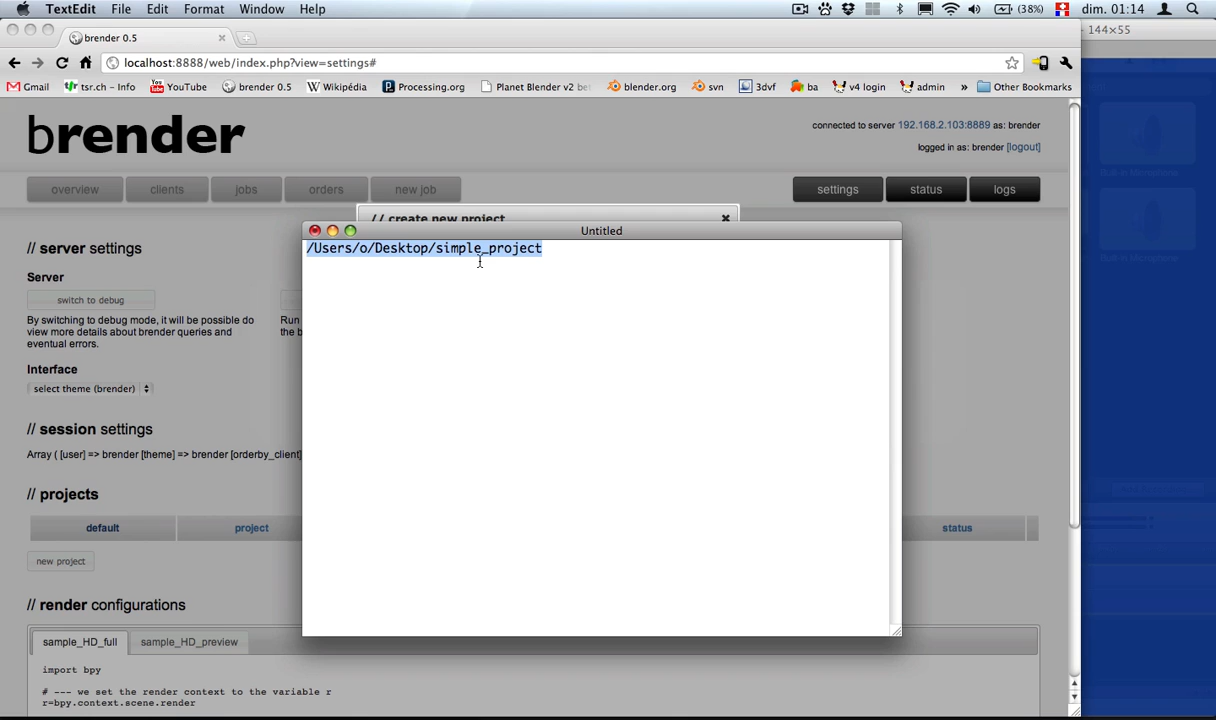 TextEdit File Edit Format Window Help (38%) dim. 01:14
brender 0.5
144×55
localhost:8888/web/index.php?view=settings#
Gmail tsr.ch - Info YouTube brender 0.5 Wikipédia Processing.org Planet Blender v2 be blender.org svn 3dvf ba v4 login admin » Other Bookmarks
brender
connected to server 192.168.2.103:8889 as: brender
logged in as: brender [logout]
overview clients jobs orders new job settings status logs
// create new project
Untitled
/Users/o/Desktop/simple_project
// server settings
Server
switch to debug
By switching to debug mode, it will be possible do
view more details about brender queries and
eventual errors.
Run
the b
Interface
select theme (brender)
// session settings
Array ( [user] => brender [theme] => brender [orderby_client]
// projects
default project status
new project
// render configurations
sample_HD_full sample_HD_preview
import bpy
# --- we set the render context to the variable r
r=bpy.context.scene.render